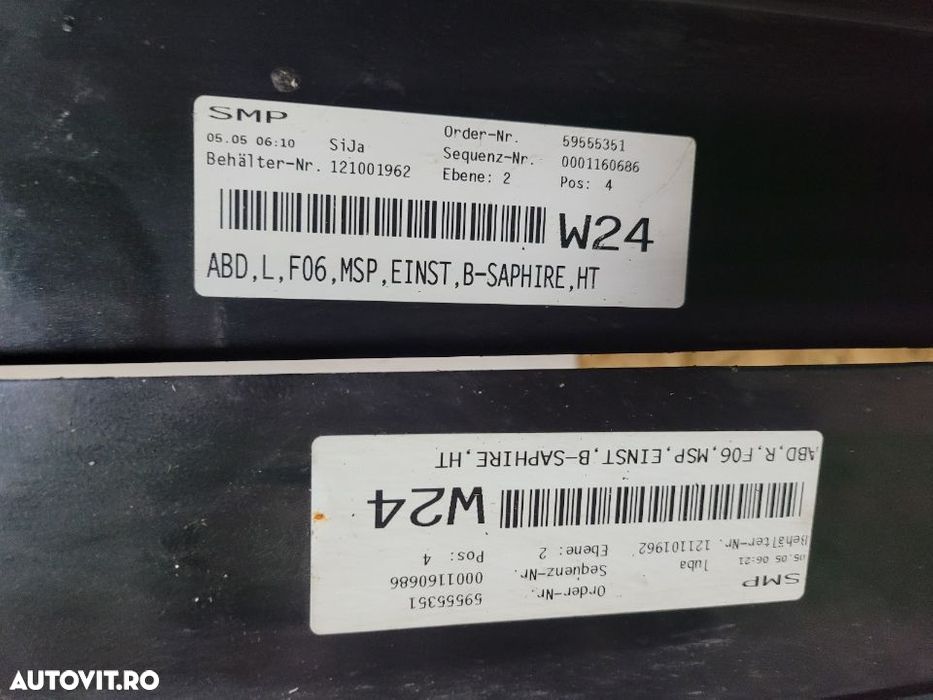 SMP
05.05 06:10 SiJa Order-Nr. 59555351
Behälter-Nr. 121001962 Sequenz-Nr. 0001160686
Ebene: 2 Pos: 4
W24
ABD,L,F06,MSP,EINST,B-SAPHIRE,HT
SMP
05.05 06:21 Tuba Order-Nr. 59555351
Behälter-Nr. 121101962 Sequenz-Nr. 0001160686
Ebene: 2 Pos: 4
W24
ABD,R,F06,MSP,EINST,B-SAPHIRE,HT
AUTOVIT.RO